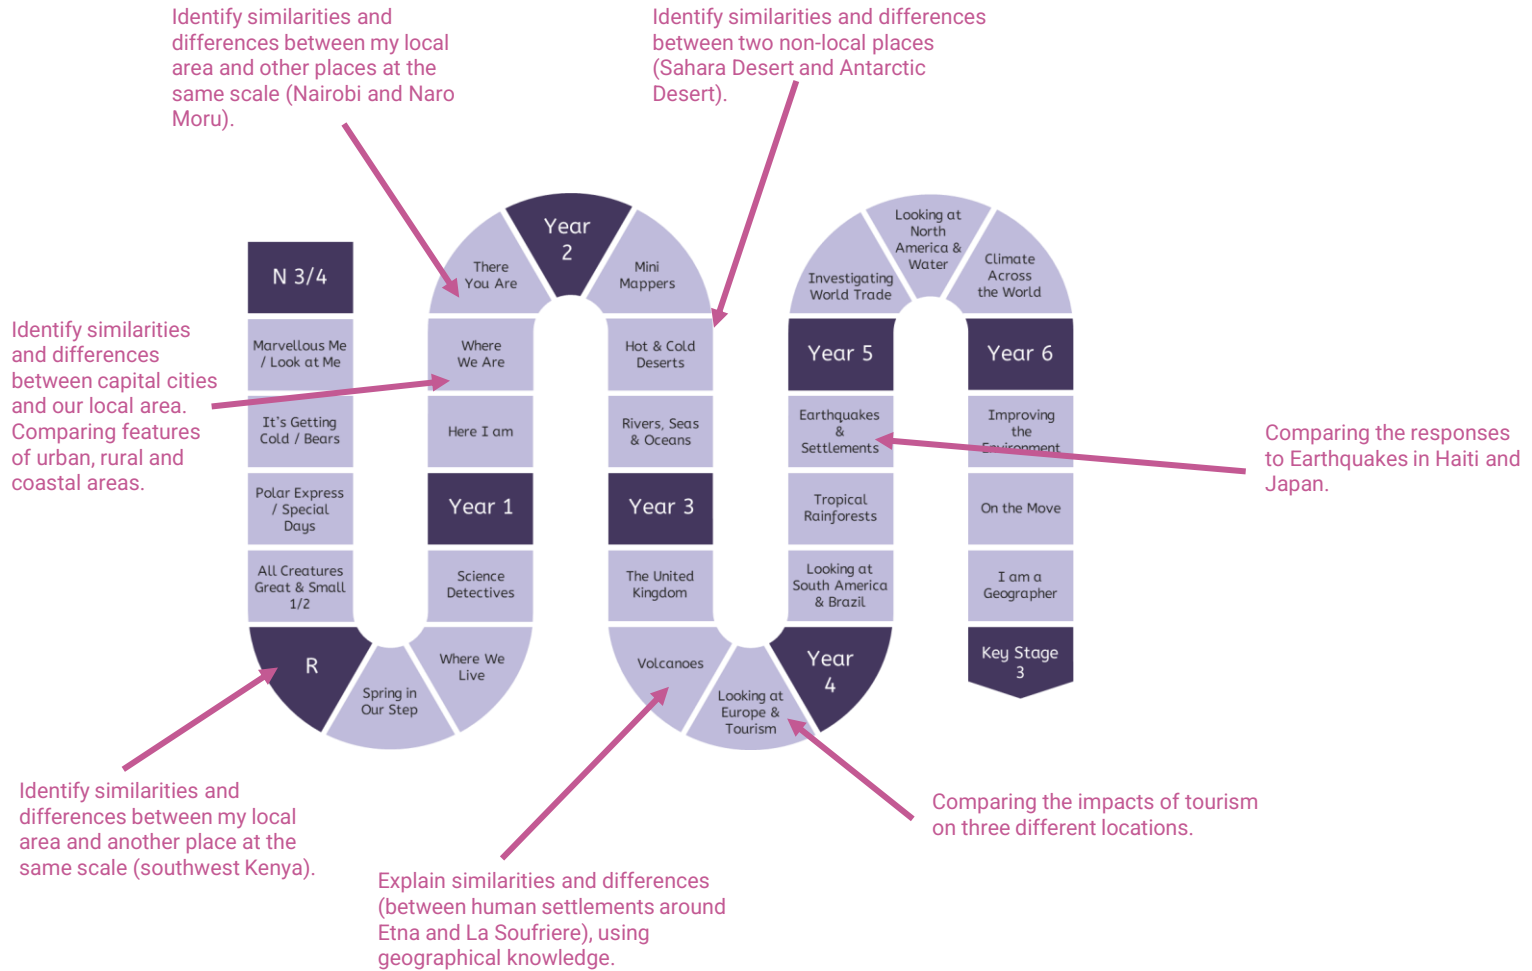 Identify similarities and
differences between my local
area and other places at the
same scale (Nairobi and Naro
Moru).
Identify similarities and differences
between two non-local places
(Sahara Desert and Antarctic
Desert).
Identify similarities
and differences
between capital cities
and our local area.
Comparing features
of urban, rural and
coastal areas.
N 3/4
Marvellous Me
/ Look at Me
It's Getting
Cold / Bears
Polar Express
/ Special
Days
All Creatures
Great & Small
1/2
R
Spring in
Our Step
Where We
Live
Science
Detectives
Year 1
Here I am
Where
We Are
There
You Are
Year
2
Mini
Mappers
Hot & Cold
Deserts
Rivers, Seas
& Oceans
Year 3
The United
Kingdom
Volcanoes
Looking at
Europe &
Tourism
Year
4
Looking at
South America
& Brazil
Tropical
Rainforests
Earthquakes
&
Settlements
Year 5
Investigating
World Trade
Looking at
North
America &
Water
Climate
Across
the World
Year 6
Improving
the
Environment
On the Move
I am a
Geographer
Key Stage
3
Comparing the responses
to Earthquakes in Haiti and
Japan.
Identify similarities and
differences between my local
area and another place at the
same scale (southwest Kenya).
Explain similarities and differences
(between human settlements around
Etna and La Soufriere), using
geographical knowledge.
Comparing the impacts of tourism
on three different locations.